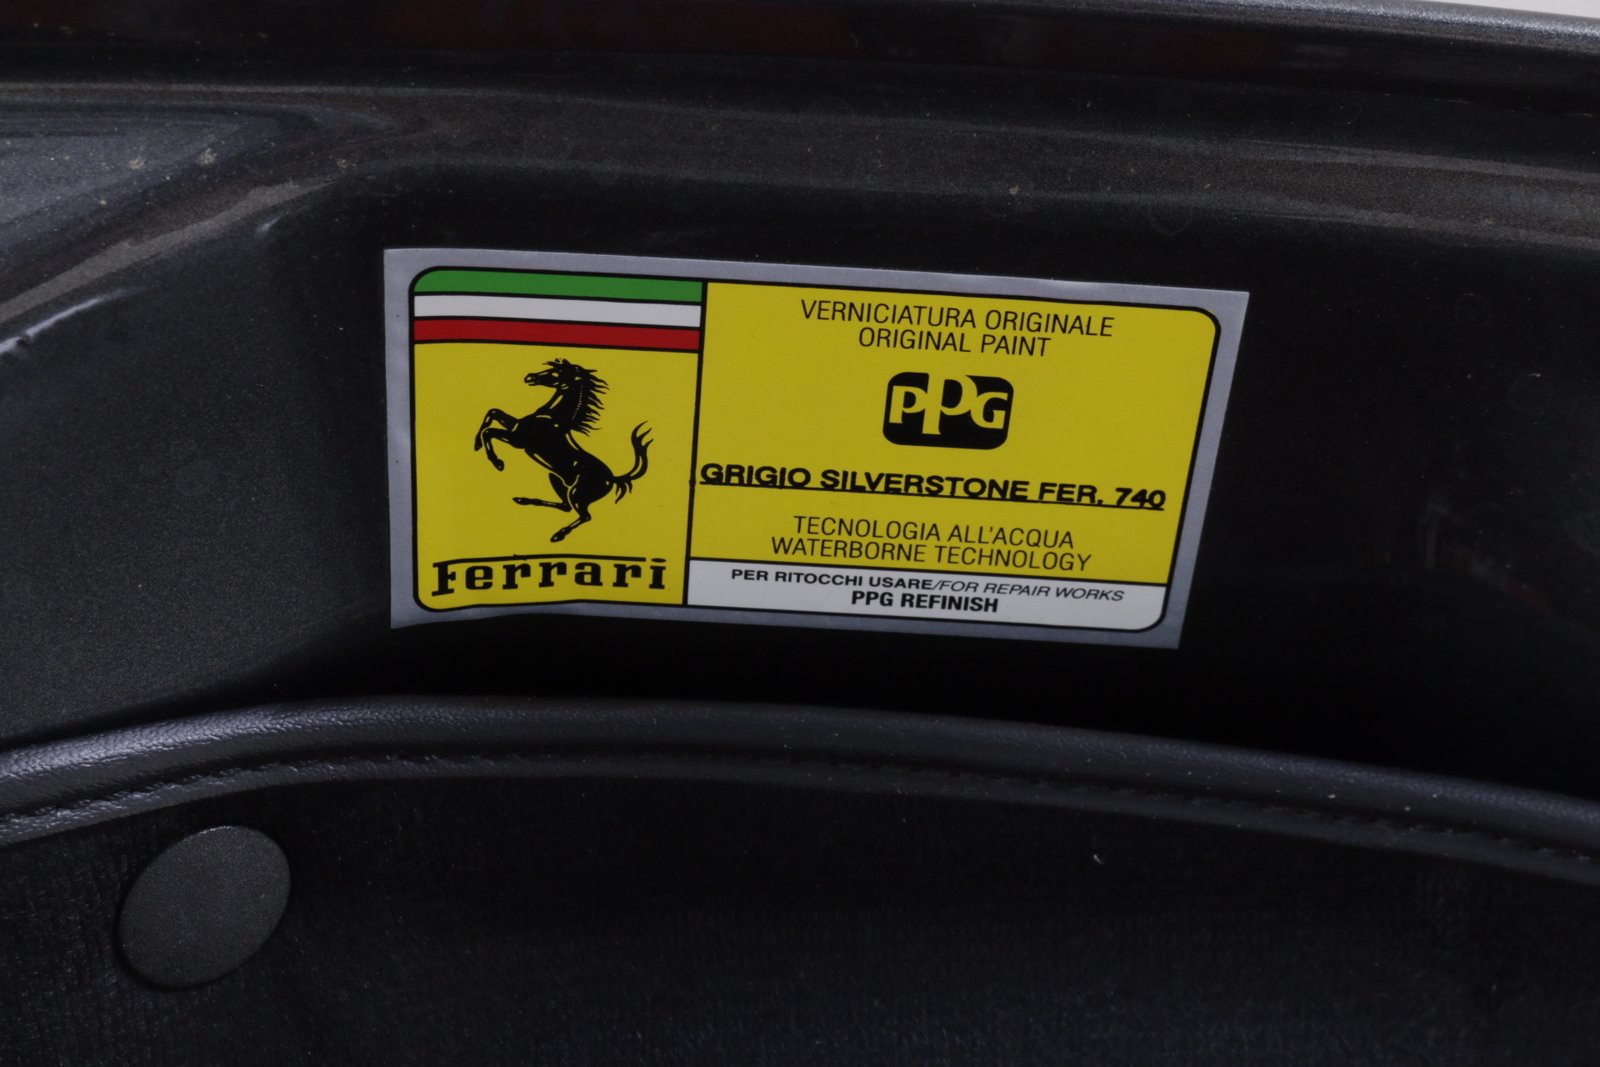 Ferrari
VERNICIATURA ORIGINALE
ORIGINAL PAINT
PPG
GRIGIO SILVERSTONE FER. 740
TECNOLOGIA ALL'ACQUA
WATERBORNE TECHNOLOGY
PER RITOCCHI USARE/FOR REPAIR WORKS
PPG REFINISH